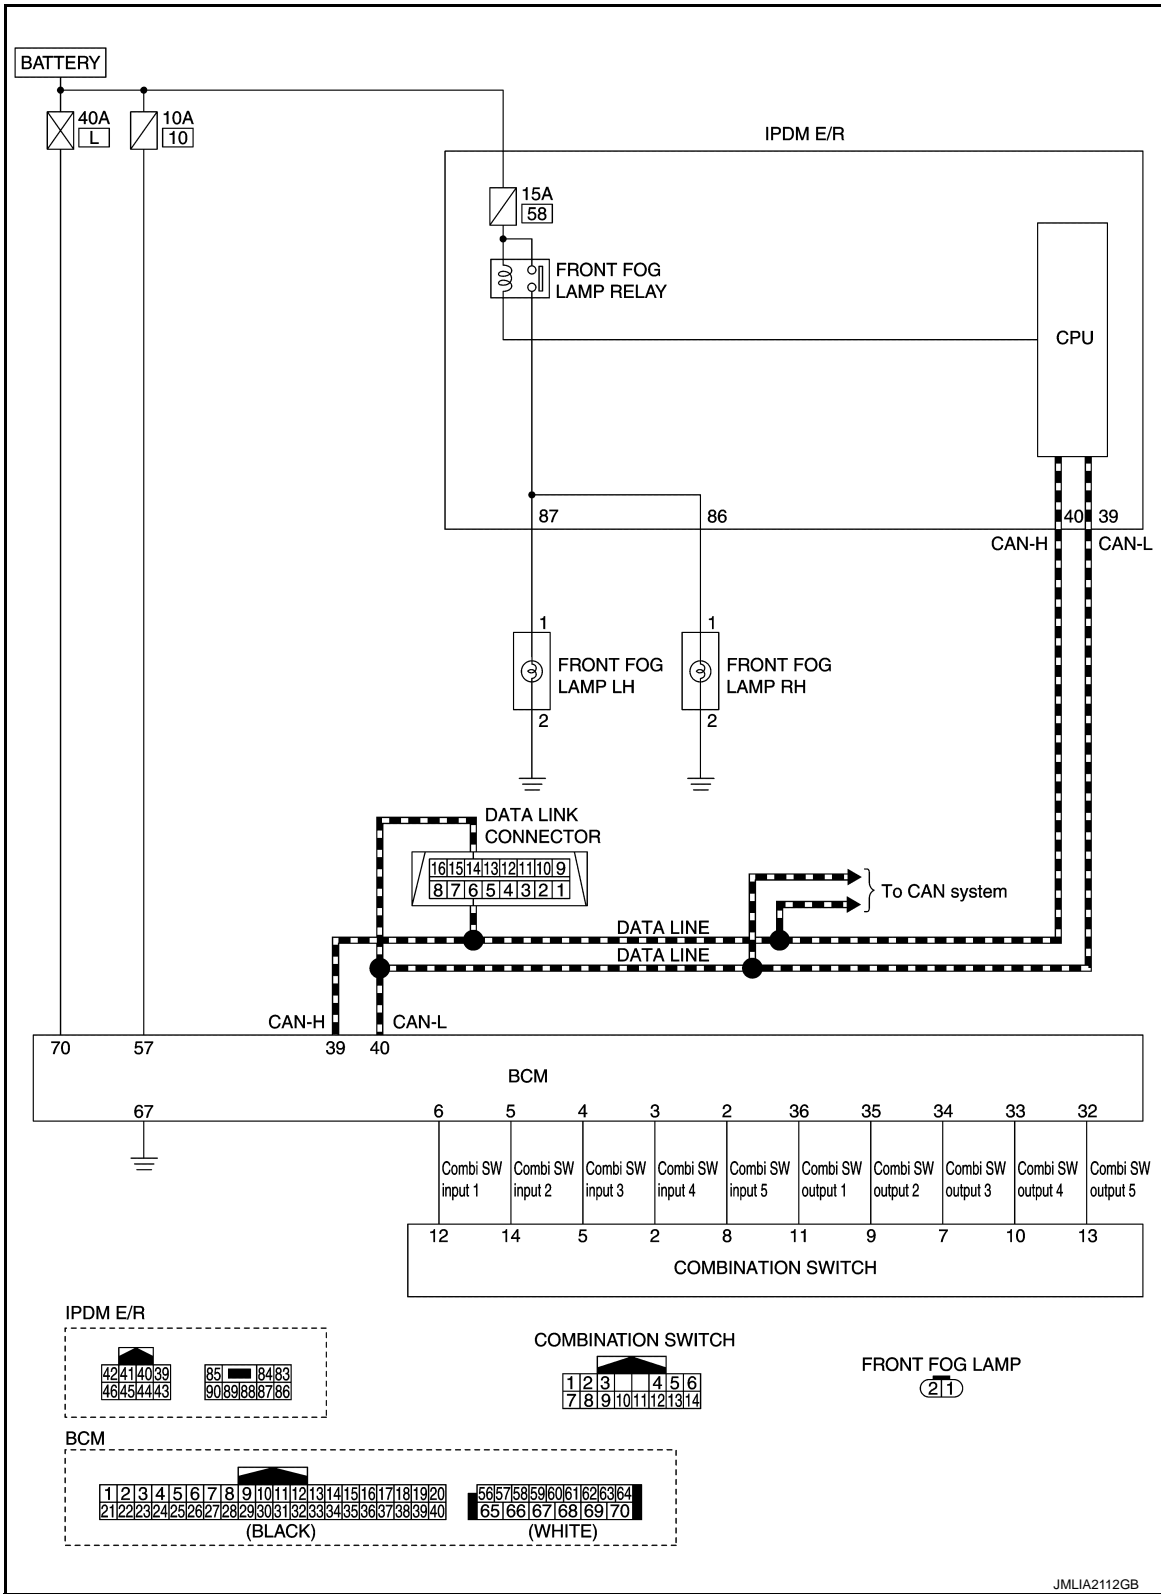 BATTERY
40A
L
10A
10
IPDM E/R
15A
58
FRONT FOG
LAMP RELAY
CPU
87
86
40
39
CAN-H
CAN-L
1
FRONT FOG
LAMP LH
2
1
FRONT FOG
LAMP RH
2
DATA LINK
CONNECTOR
16 15 14 13 12 11 10 9
8 7 6 5 4 3 2 1
To CAN system
DATA LINE
DATA LINE
CAN-H
CAN-L
70 57 39 40
BCM
67 6 5 4 3 2 36 35 34 33 32
Combi SW
input 1
Combi SW
input 2
Combi SW
input 3
Combi SW
input 4
Combi SW
input 5
Combi SW
output 1
Combi SW
output 2
Combi SW
output 3
Combi SW
output 4
Combi SW
output 5
12 14 5 2 8 11 9 7 10 13
COMBINATION SWITCH
IPDM E/R
42 41 40 39
46 45 44 43
85 84 83
90 89 88 87 86
COMBINATION SWITCH
1 2 3 4 5 6
7 8 9 10 11 12 13 14
FRONT FOG LAMP
2 1
BCM
1 2 3 4 5 6 7 8 9 10 11 12 13 14 15 16 17 18 19 20
21 22 23 24 25 26 27 28 29 30 31 32 33 34 35 36 37 38 39 40
(BLACK)
56 57 58 59 60 61 62 63 64
65 66 67 68 69 70
(WHITE)
JMLIA2112GB